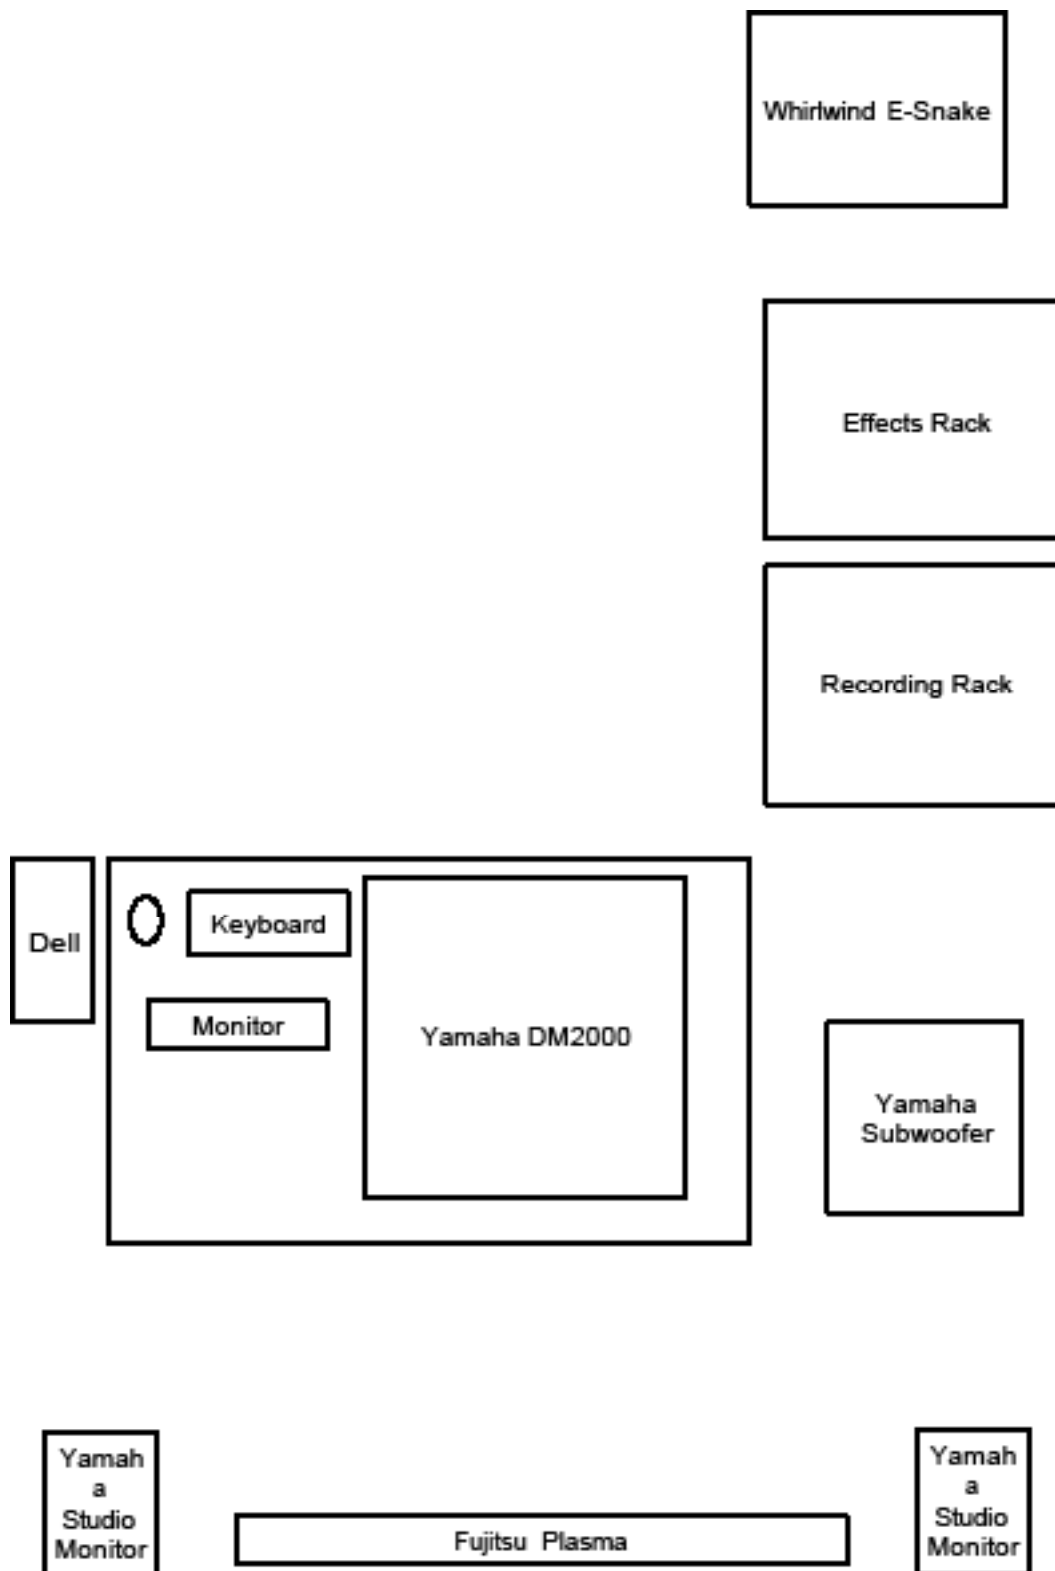 Whirlwind E-Snake
Effects Rack
Recording Rack
Dell
Keyboard
Monitor
Yamaha DM2000
Yamaha
Subwoofer
Yamah
a
Studio
Monitor
Fujitsu Plasma
Yamah
a
Studio
Monitor